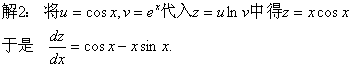 解2: 将u = cos x, v = e^x代入z = u ln v中得z = x cos x
于是 dz/dx = cos x − x sin x.